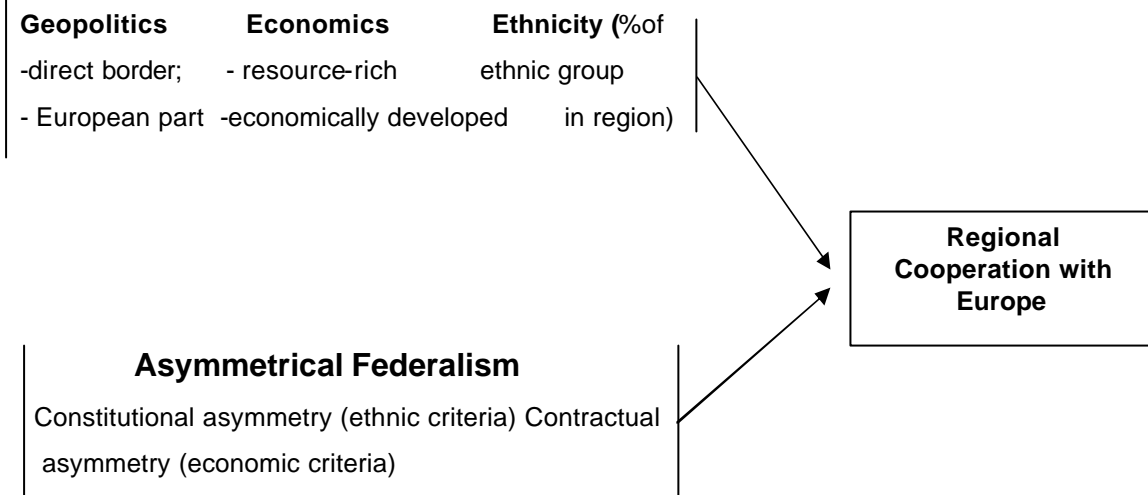 Geopolitics Economics Ethnicity (%of
-direct border; - resource-rich ethnic group
- European part -economically developed in region)
Regional
Cooperation with
Europe
Asymmetrical Federalism
Constitutional asymmetry (ethnic criteria) Contractual
asymmetry (economic criteria)